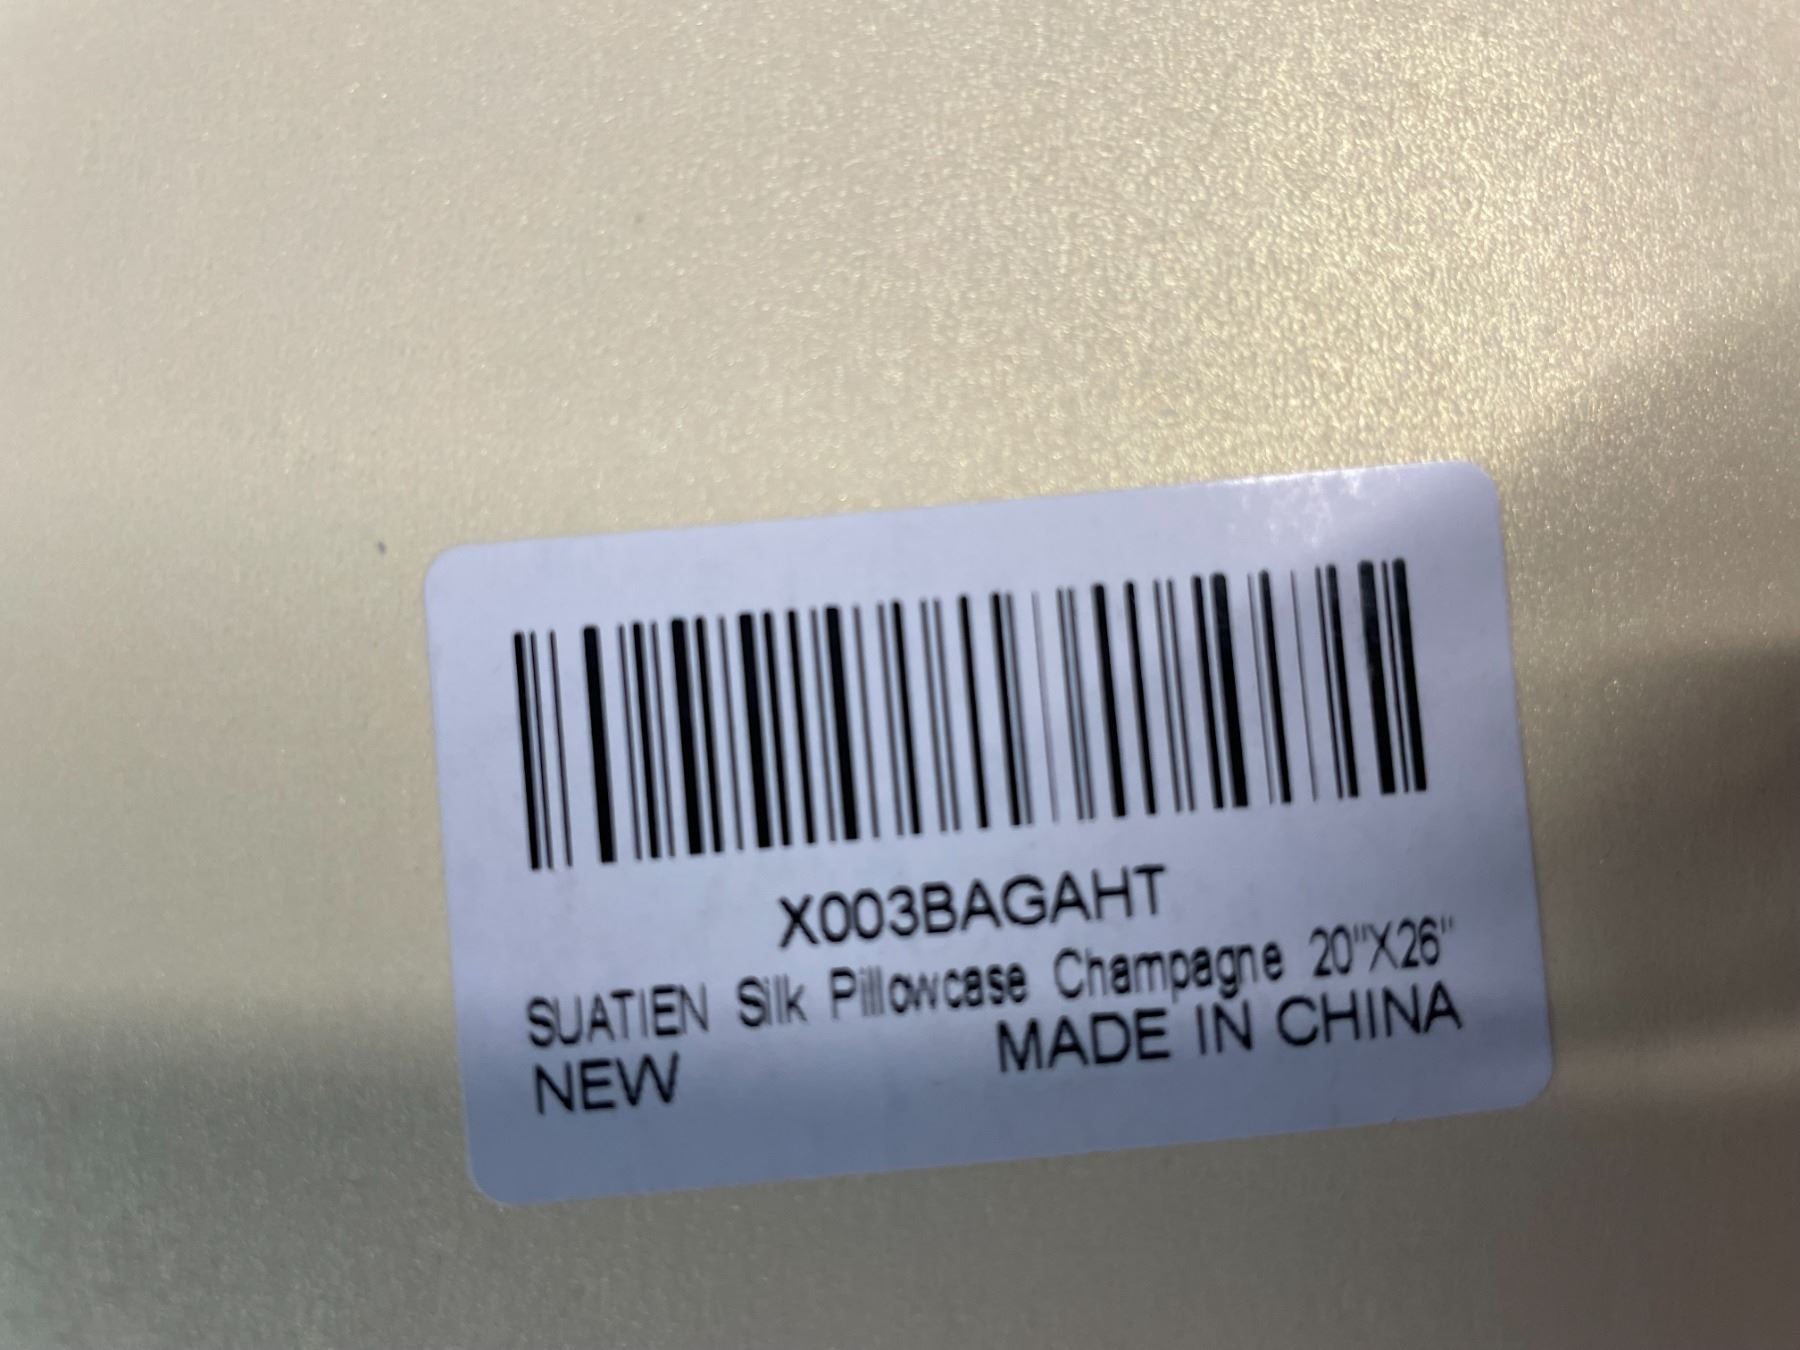 X003BAGAHT
SUATIEN Silk Pillowcase Champagne 20"X26"
NEW MADE IN CHINA